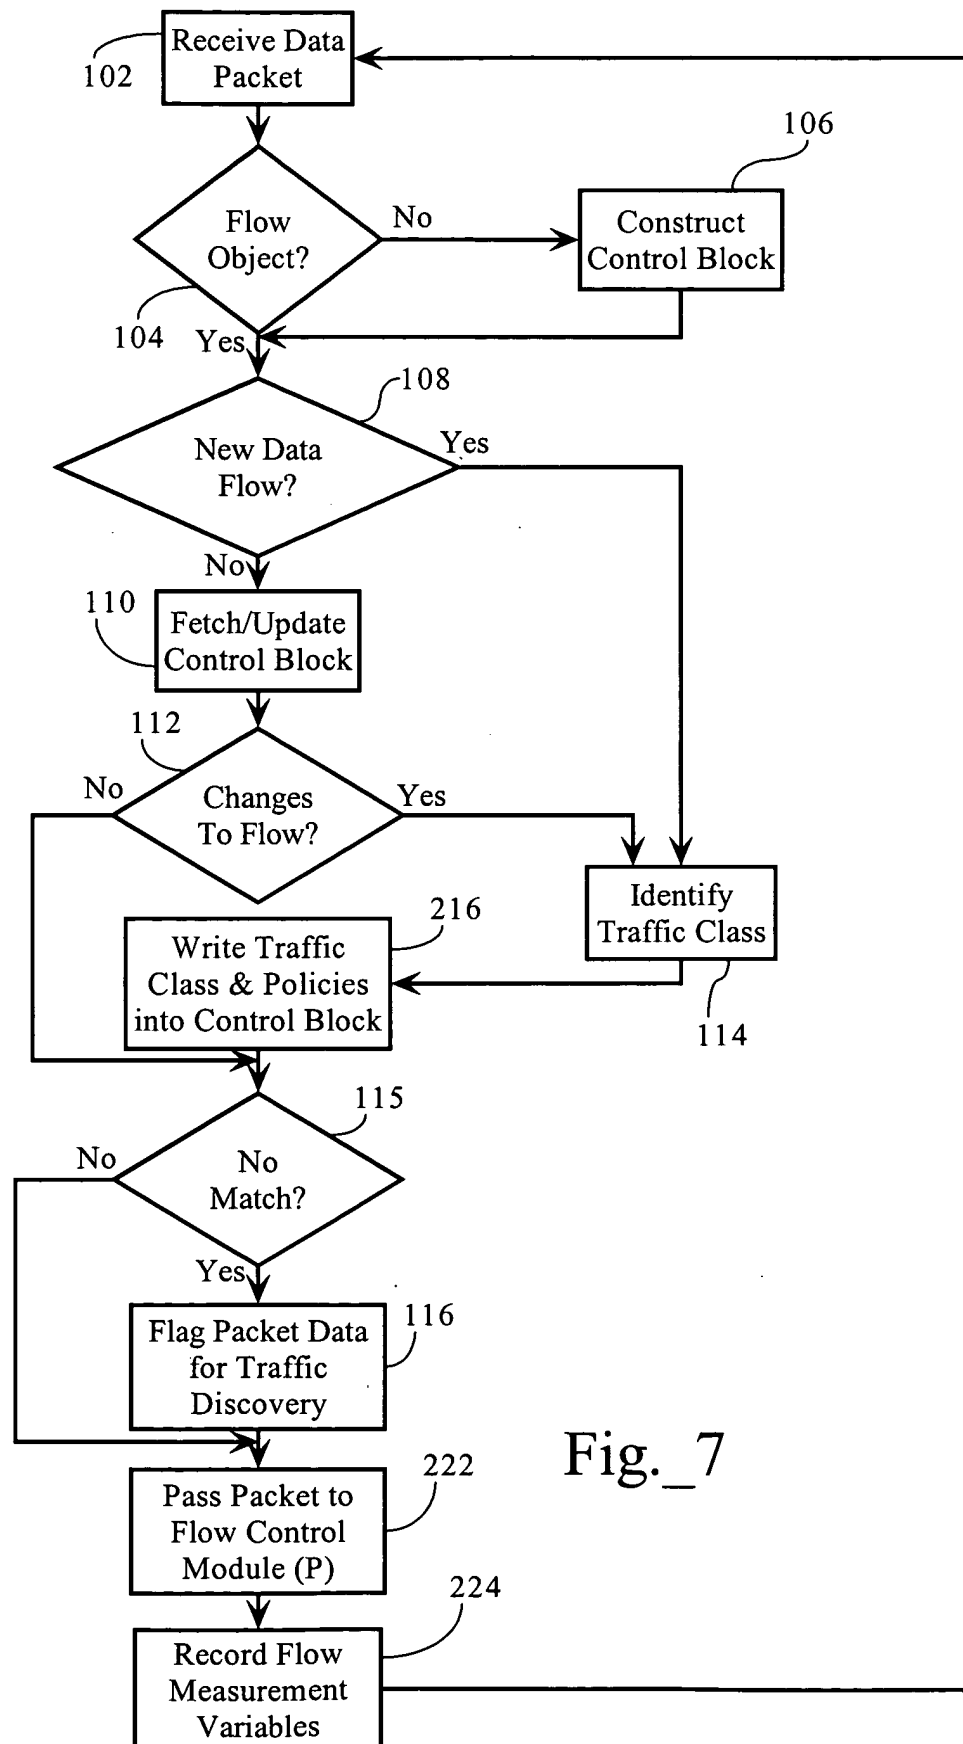 Receive Data
Packet
102
106
Flow
Object?
No
Construct
Control Block
104
Yes
108
New Data
Flow?
Yes
No
110
Fetch/Update
Control Block
112
No
Changes
To Flow?
Yes
Identify
Traffic Class
216
Write Traffic
Class & Policies
into Control Block
114
115
No
No
Match?
Yes
Flag Packet Data
for Traffic
Discovery
116
Fig._7
222
Pass Packet to
Flow Control
Module (P)
224
Record Flow
Measurement
Variables